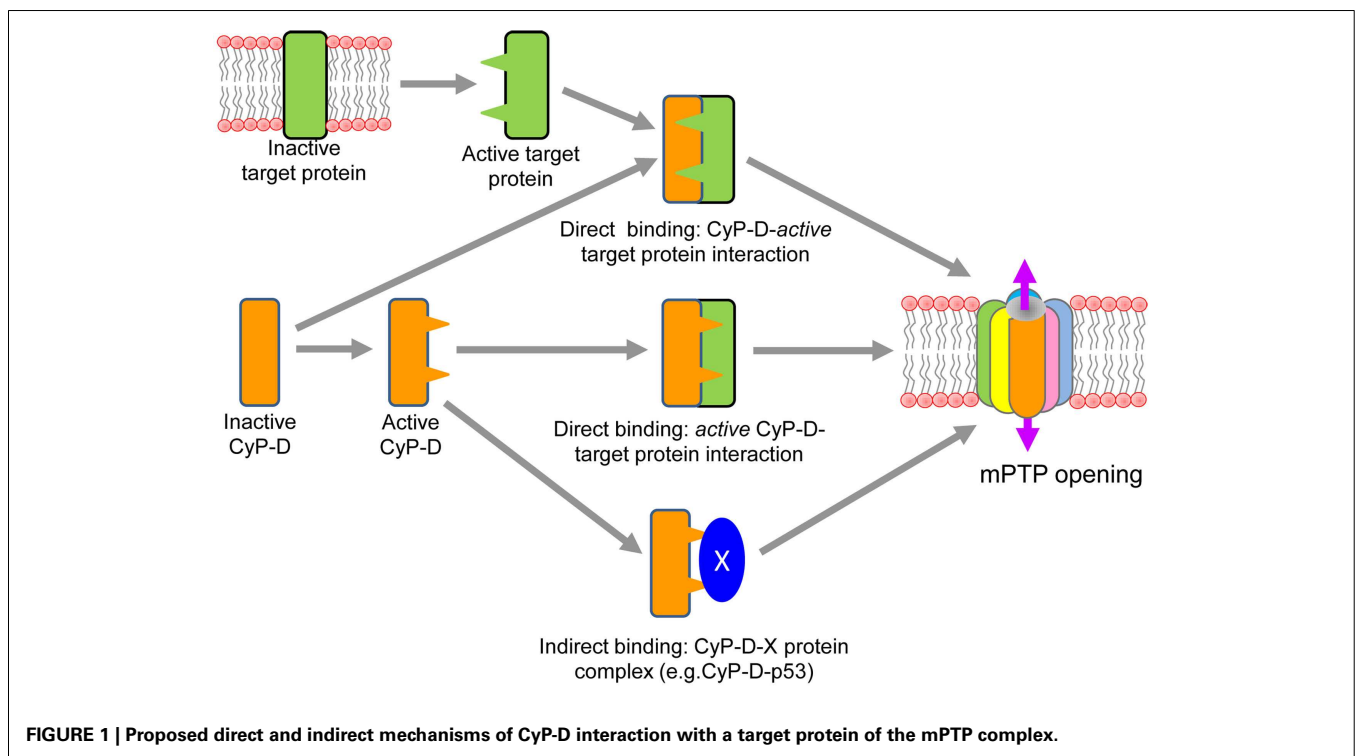 Inactive
target protein
Active target
protein
Direct binding: CyP-D-active
target protein interaction
Inactive
CyP-D
Active
CyP-D
Direct binding: active CyP-D-
target protein interaction
mPTP opening
X
Indirect binding: CyP-D-X protein
complex (e.g.CyP-D-p53)
FIGURE 1 | Proposed direct and indirect mechanisms of CyP-D interaction with a target protein of the mPTP complex.